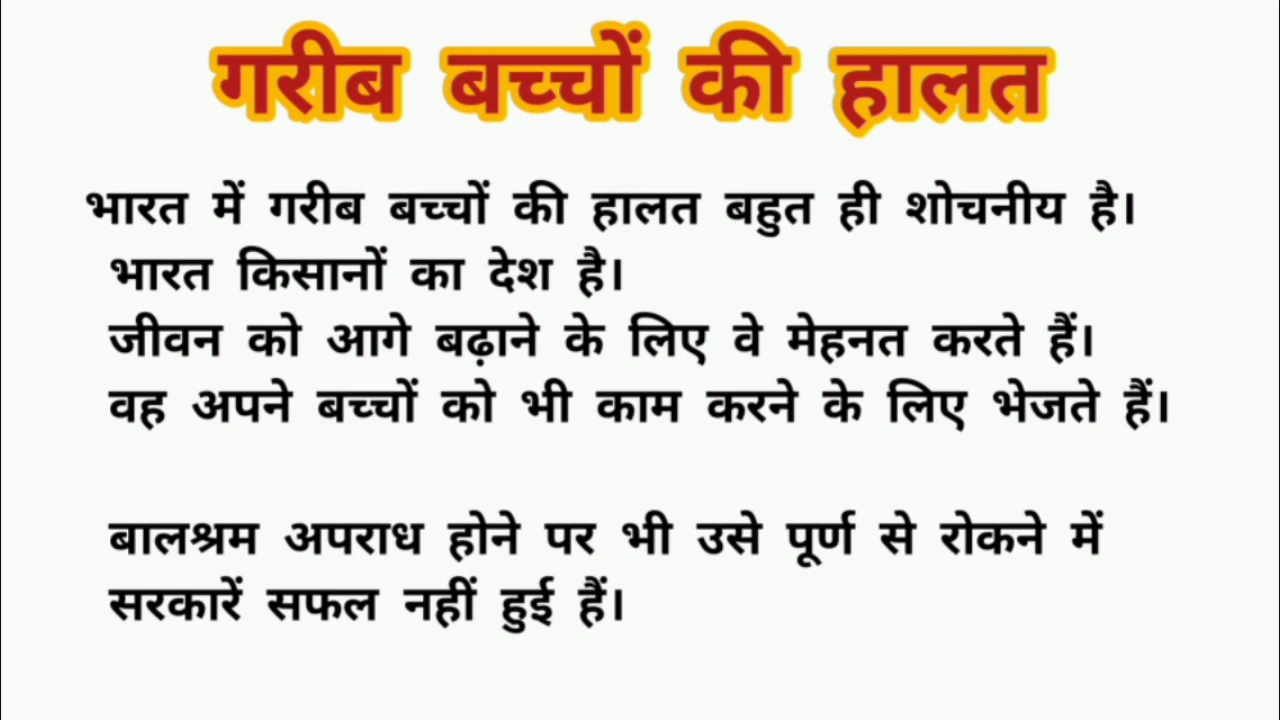 गरीब बच्चों की हालत
भारत में गरीब बच्चों की हालत बहुत ही शोचनीय है।
भारत किसानों का देश है।
जीवन को आगे बढ़ाने के लिए वे मेहनत करते हैं।
वह अपने बच्चों को भी काम करने के लिए भेजते हैं।
बालश्रम अपराध होने पर भी उसे पूर्ण से रोकने में
सरकारें सफल नहीं हुई हैं।